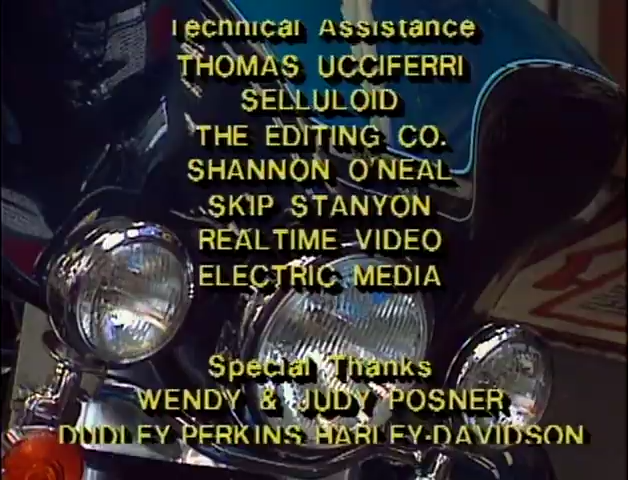 Technical Assistance
THOMAS UCCIFERRI
SELLULOID
THE EDITING CO.
SHANNON O'NEAL
SKIP STANYON
REALTIME VIDEO
ELECTRIC MEDIA
Special Thanks
WENDY & JUDY POSNER
DUDLEY PERKINS HARLEY-DAVIDSON